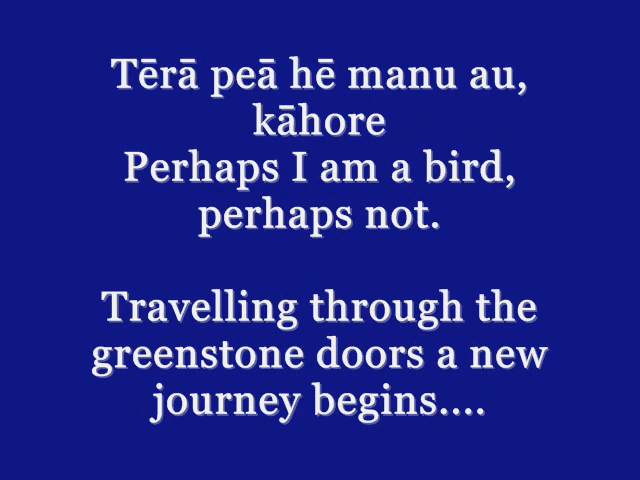 Tērā peā hē manu au,
kāhore
Perhaps I am a bird,
perhaps not.
Travelling through the
greenstone doors a new
journey begins....